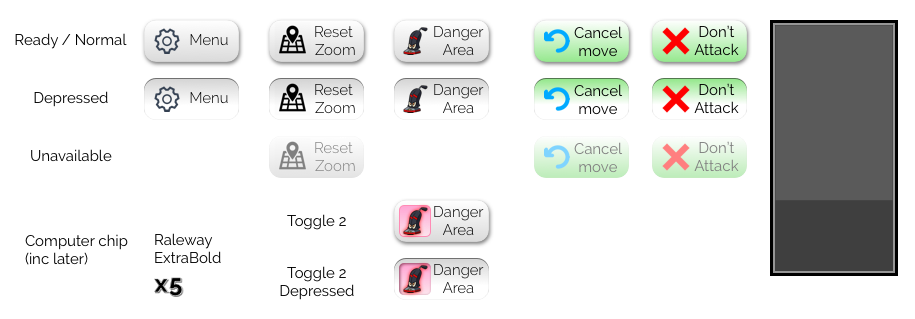 Ready / Normal
Menu
Reset
Zoom
Danger
Area
Cancel
move
Don't
Attack
Depressed
Menu
Reset
Zoom
Danger
Area
Cancel
move
Don't
Attack
Unavailable
Reset
Zoom
Cancel
move
Don't
Attack
Toggle 2
Danger
Area
Computer chip
(inc later)
Raleway
ExtraBold
x5
Toggle 2
Depressed
Danger
Area